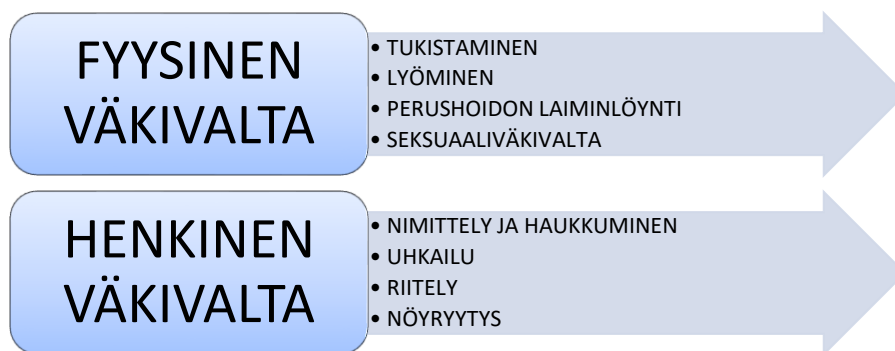 FYYSINEN
VÄKIVALTA
• TUKISTAMINEN
• LYÖMINEN
• PERUSHOIDON LAIMINLÖYNTI
• SEKSUAALIVÄKIVALTA
HENKINEN
VÄKIVALTA
• NIMITTELY JA HAUKKUMINEN
• UHKAILU
• RIITELY
• NÖYRYYTYS